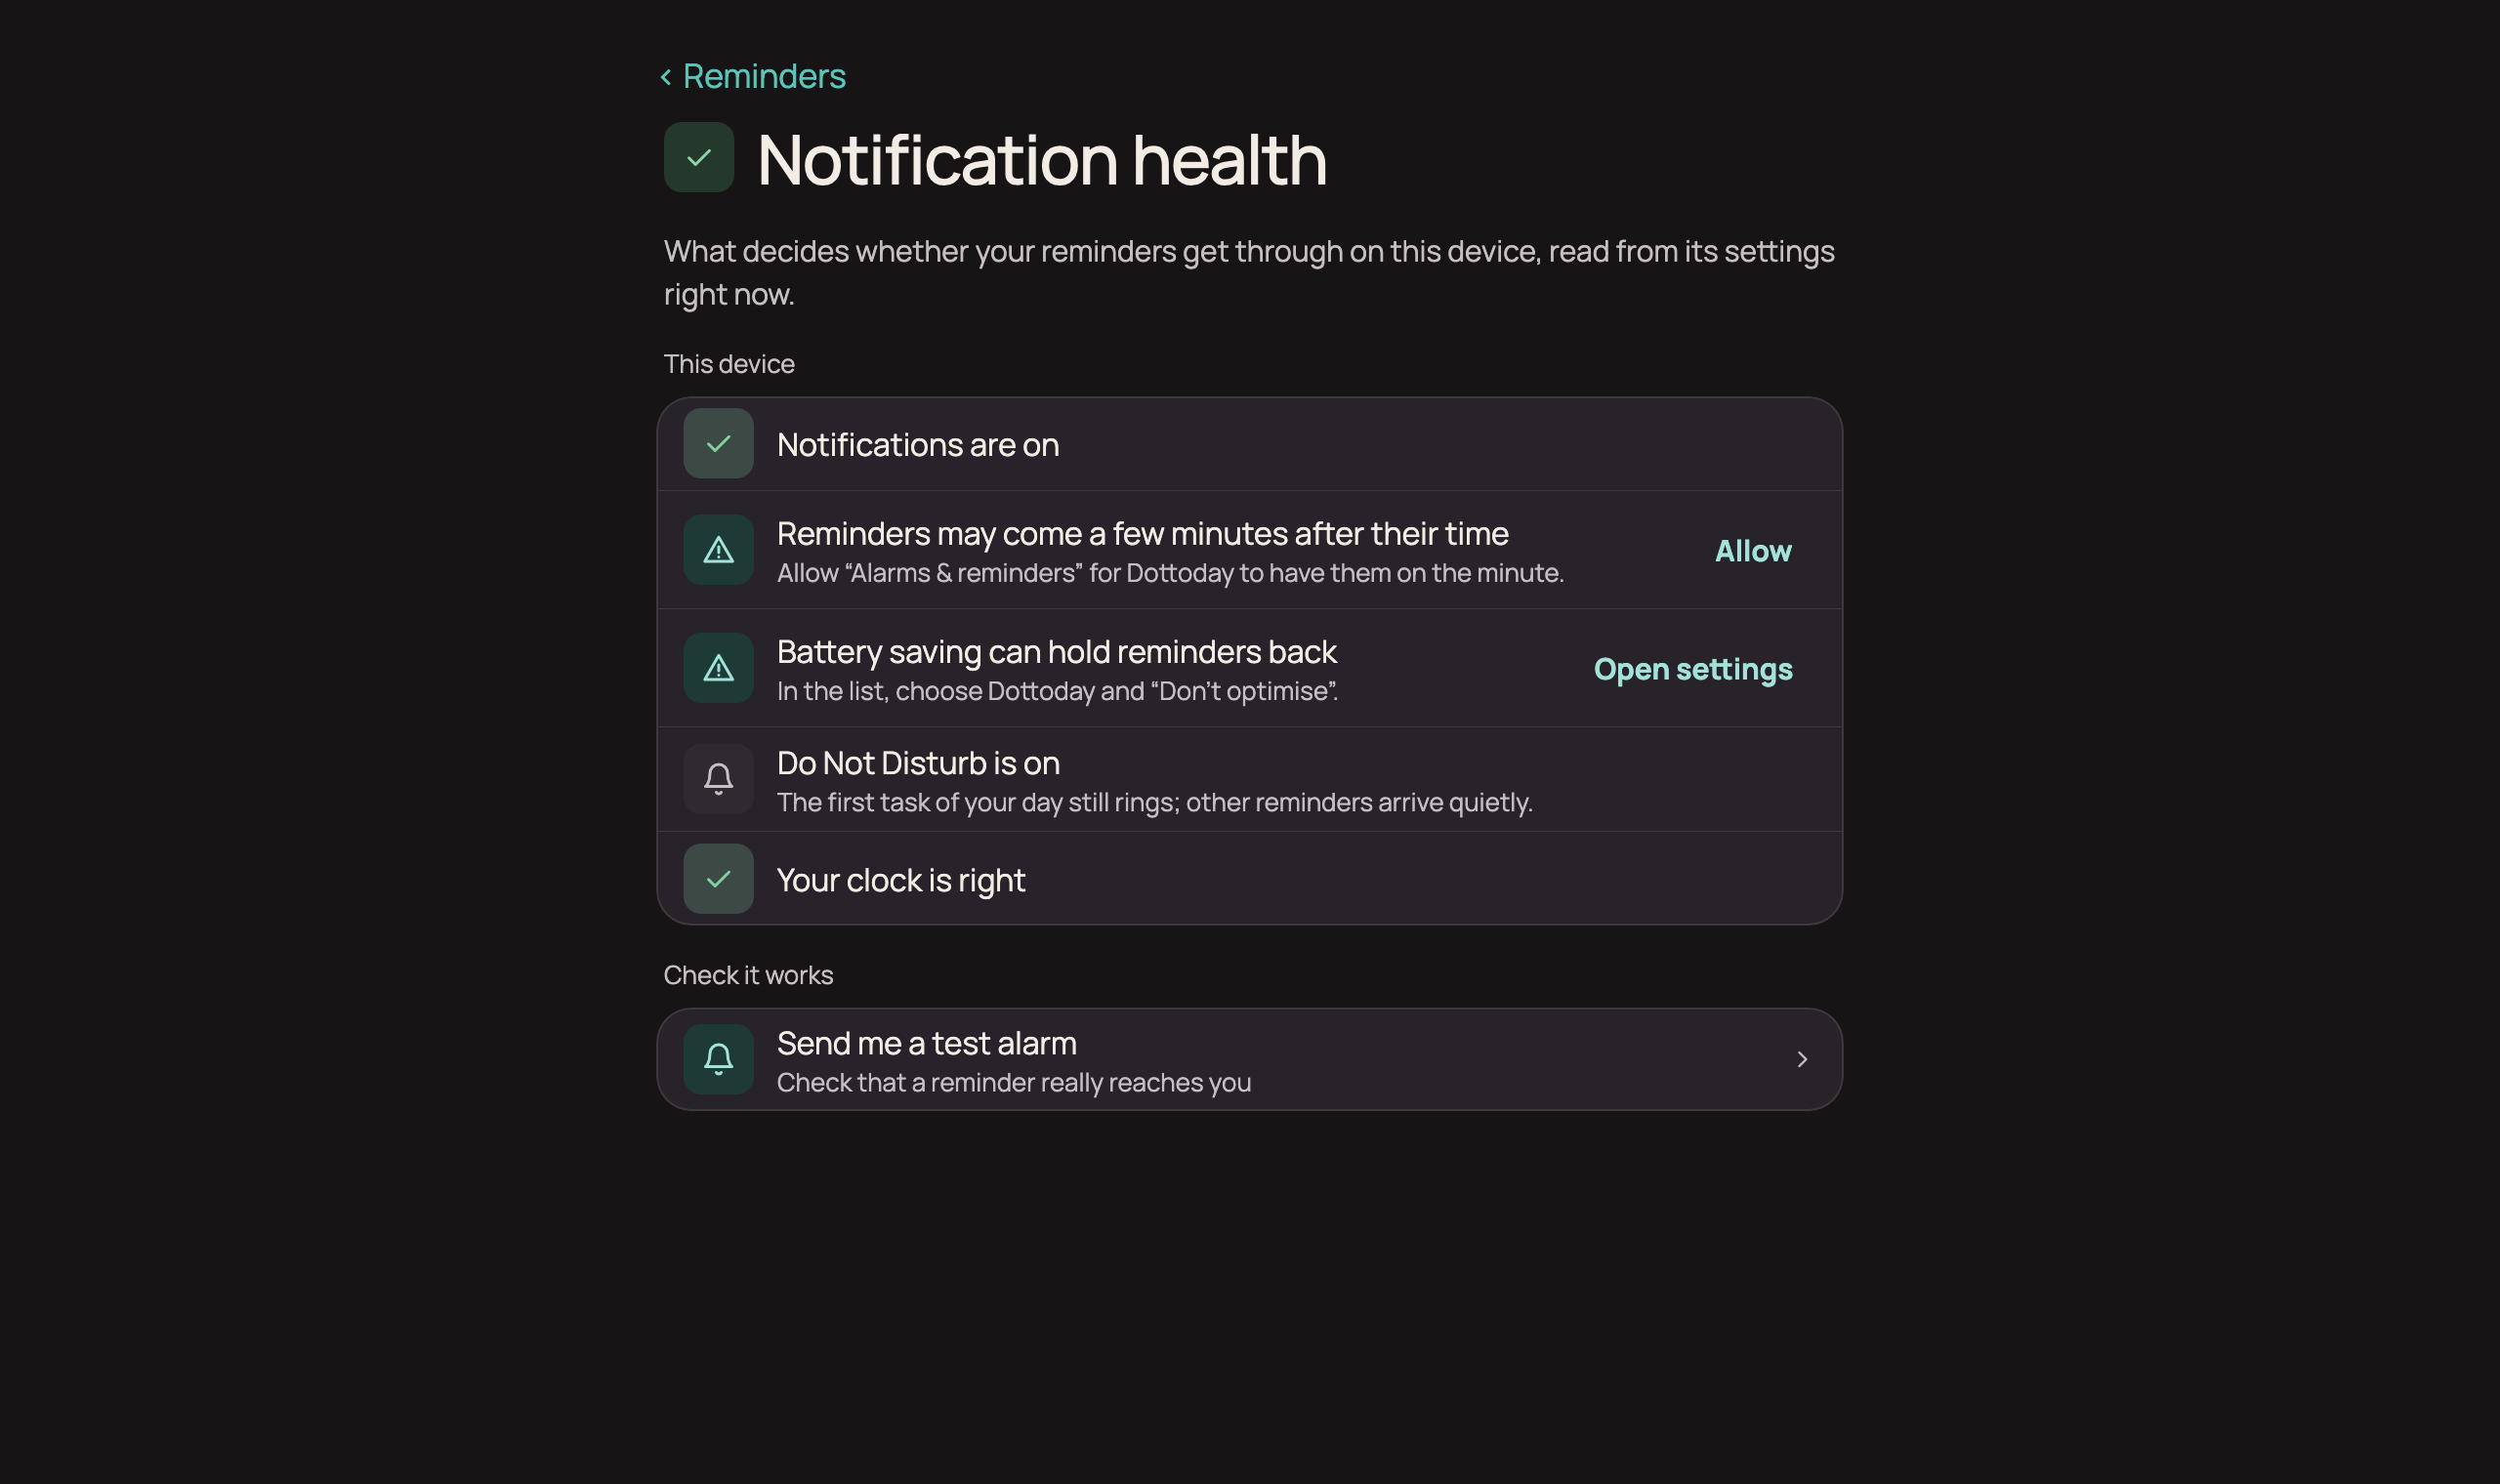 Reminders
Notification health
What decides whether your reminders get through on this device, read from its settings
right now.
This device
Notifications are on
Reminders may come a few minutes after their time
Allow “Alarms & reminders” for Dottoday to have them on the minute.
Allow
Battery saving can hold reminders back
In the list, choose Dottoday and “Don’t optimise”.
Open settings
Do Not Disturb is on
The first task of your day still rings; other reminders arrive quietly.
Your clock is right
Check it works
Send me a test alarm
Check that a reminder really reaches you